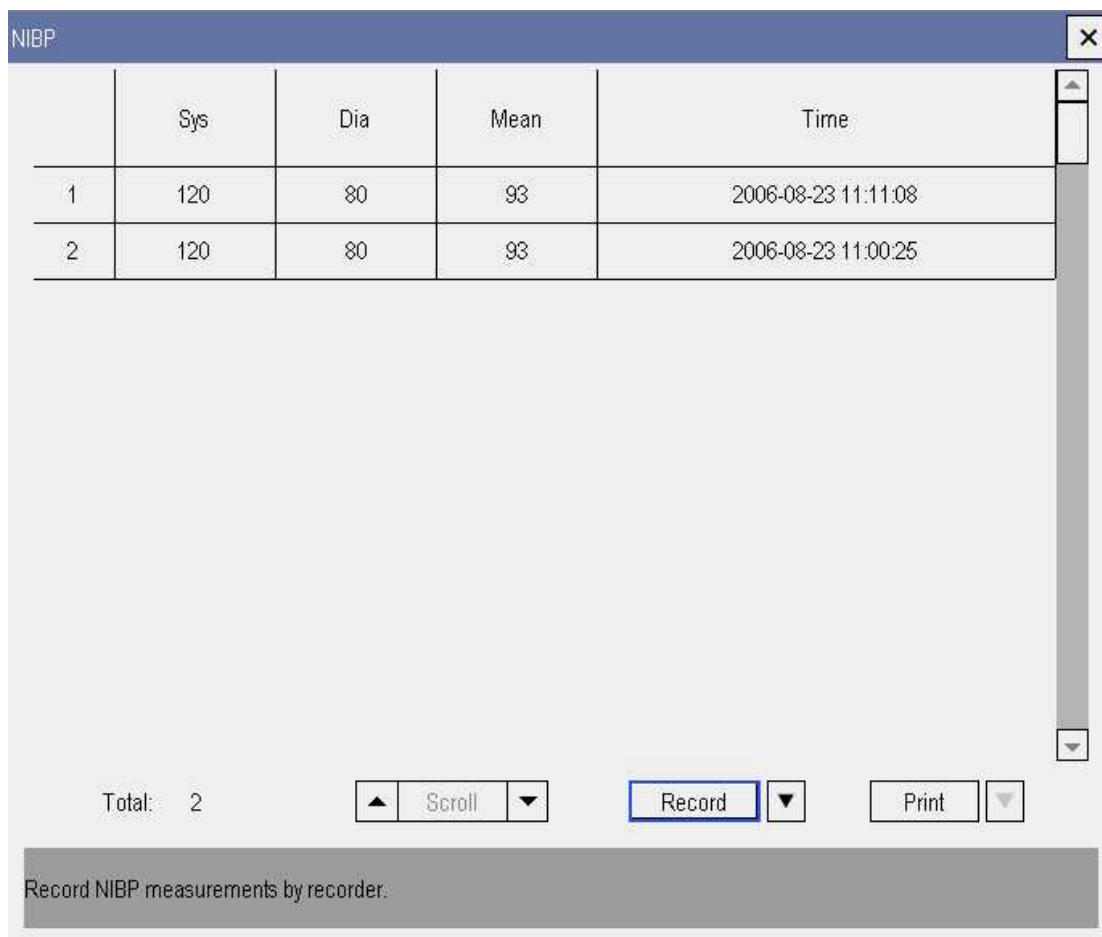 NIBP
Sys Dia Mean Time
1 120 80 93 2006-08-23 11:11:08
2 120 80 93 2006-08-23 11:00:25
Total: 2 Scroll Record Print
Record NIBP measurements by recorder.